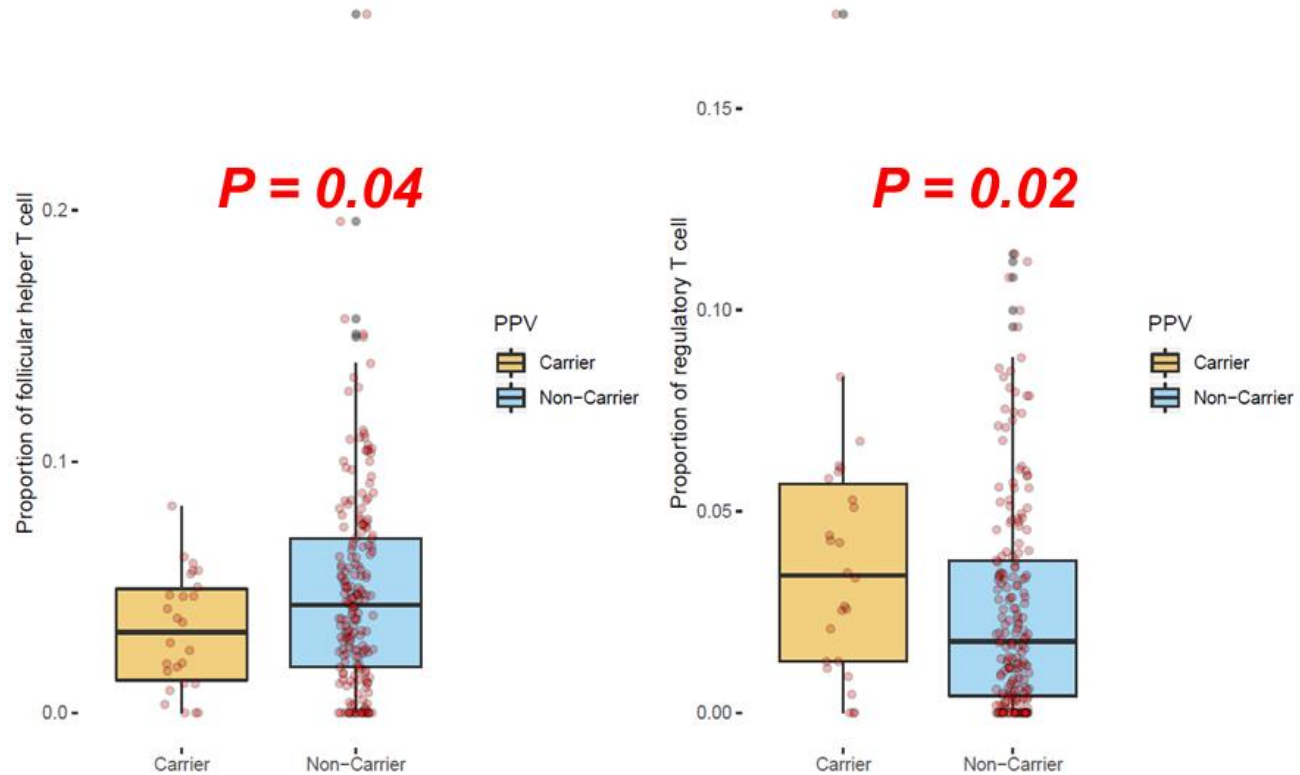 Proportion of follicular helper T cell
0.2
0.1
0.0
P = 0.04
Carrier
Non-Carrier
PPV
Carrier
Non-Carrier
Proportion of regulatory T cell
0.15
0.10
0.05
0.00
P = 0.02
Carrier
Non-Carrier
PPV
Carrier
Non-Carrier